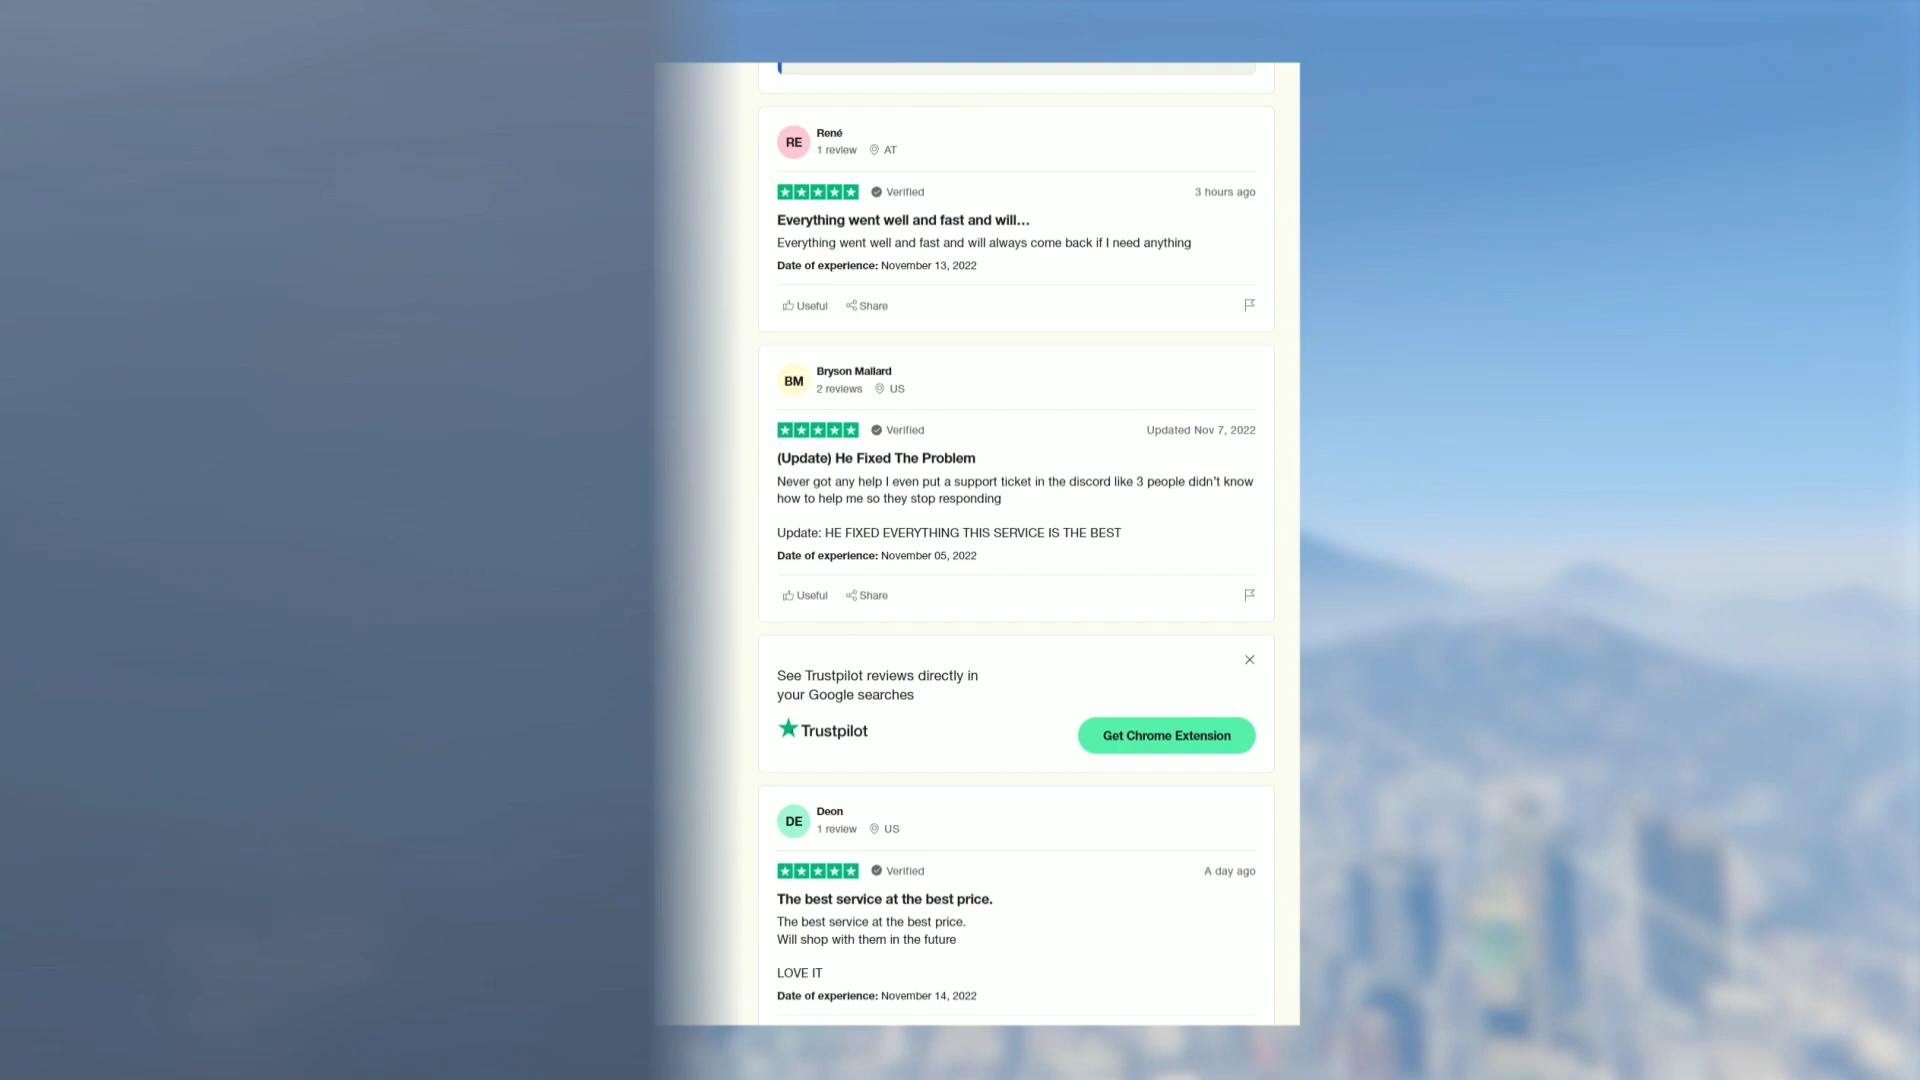 RE
René
1 review AT
Verified 3 hours ago
Everything went well and fast and will...
Everything went well and fast and will always come back if I need anything
Date of experience: November 13, 2022
Useful Share
BM
Bryson Mallard
2 reviews US
Verified Updated Nov 7, 2022
(Update) He Fixed The Problem
Never got any help I even put a support ticket in the discord like 3 people didn't know
how to help me so they stop responding
Update: HE FIXED EVERYTHING THIS SERVICE IS THE BEST
Date of experience: November 05, 2022
Useful Share
See Trustpilot reviews directly in
your Google searches
Trustpilot
Get Chrome Extension
DE
Deon
1 review US
Verified A day ago
The best service at the best price.
The best service at the best price.
Will shop with them in the future
LOVE IT
Date of experience: November 14, 2022